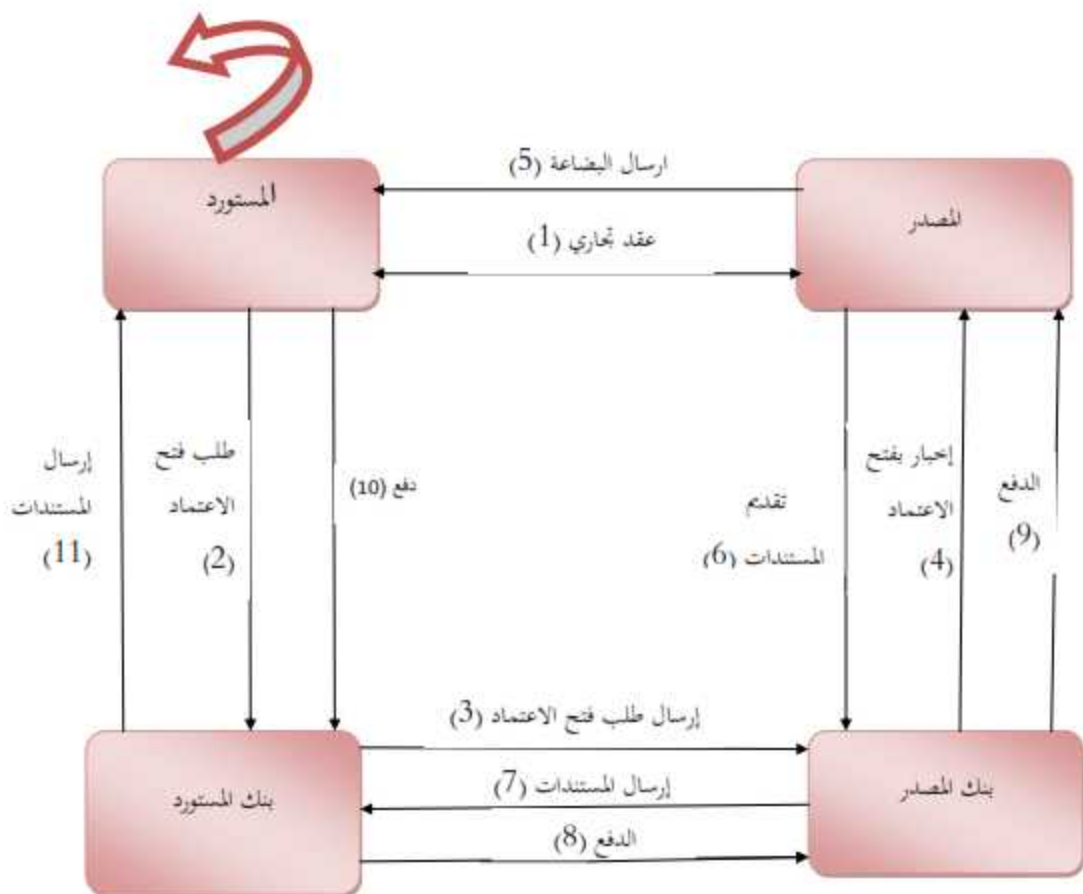 ارسال البضاعة (5)
المصدر
المستورد
عقد تجاري (1)
إرسال
المستندات
(11)
طلب فتح
الاعتماد
(2)
دفع (10)
تقديم
المستندات (6)
إخبار بفتح
الاعتماد
(4)
الدفع
(9)
إرسال طلب فتح الاعتماد (3)
إرسال المستندات (7)
بنك المصدر
بنك المستورد
الدفع (8)